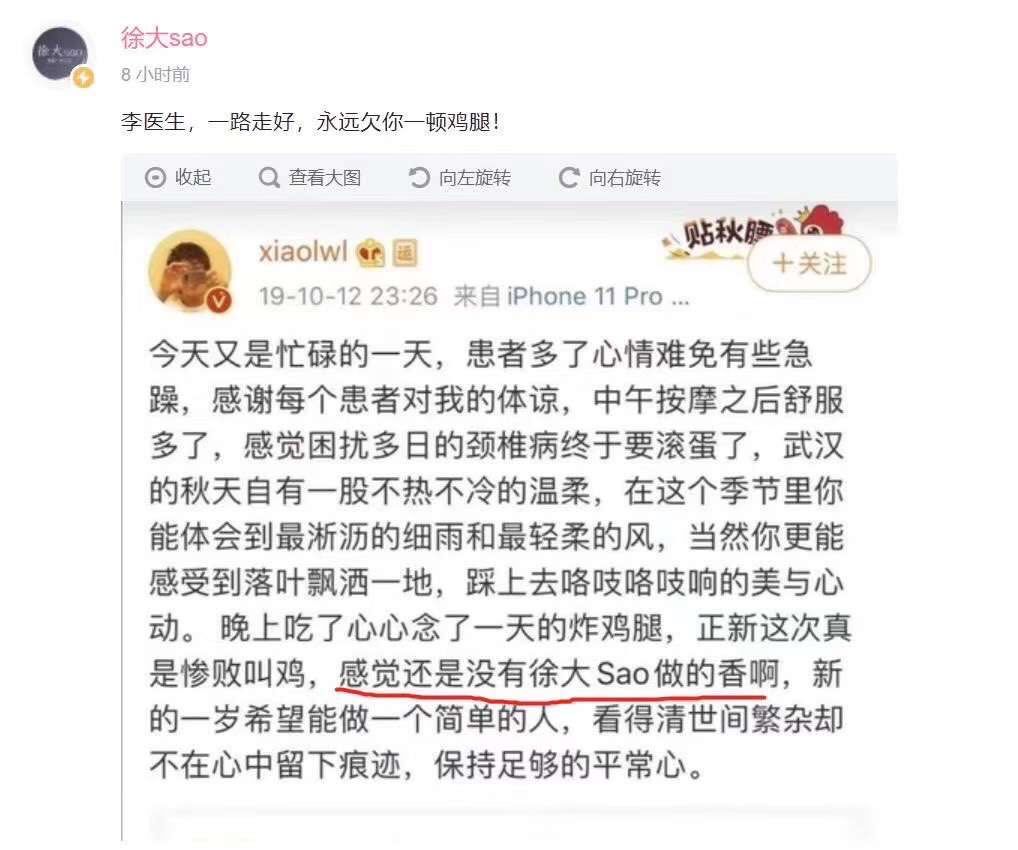 徐大sao
8 小时前
李医生，一路走好，永远欠你一顿鸡腿！
收起 查看大图 向左旋转 向右旋转
贴秋膘
xiaolwl 运
+关注
19-10-12 23:26 来自 iPhone 11 Pro ...
今天又是忙碌的一天，患者多了心情难免有些急
躁，感谢每个患者对我的体谅，中午按摩之后舒服
多了，感觉困扰多日的颈椎病终于要滚蛋了，武汉
的秋天自有一股不热不冷的温柔，在这个季节里你
能体会到最淅沥的细雨和最轻柔的风，当然你更能
感受到落叶飘洒一地，踩上去咯吱咯吱响的美与心
动。 晚上吃了心心念了一天的炸鸡腿，正新这次真
是惨败叫鸡，感觉还是没有徐大Sao做的香啊，新
的一岁希望能做一个简单的人，看得清世间繁杂却
不在心中留下痕迹，保持足够的平常心。